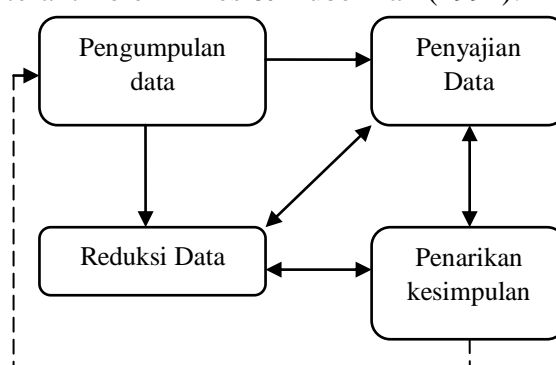 Pengumpulan
data
Penyajian
Data
Reduksi Data
Penarikan
kesimpulan